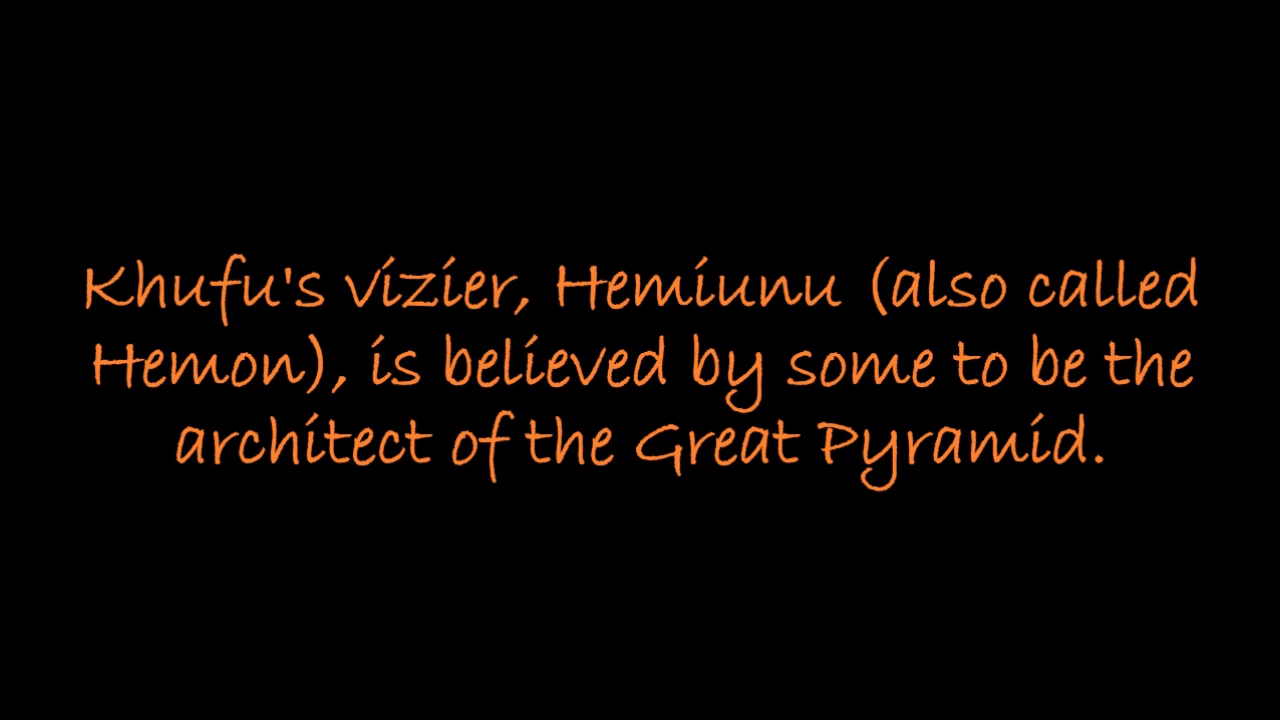 Khufu's vizier, Hemiunu (also called
Hemon), is believed by some to be the
architect of the Great Pyramid.